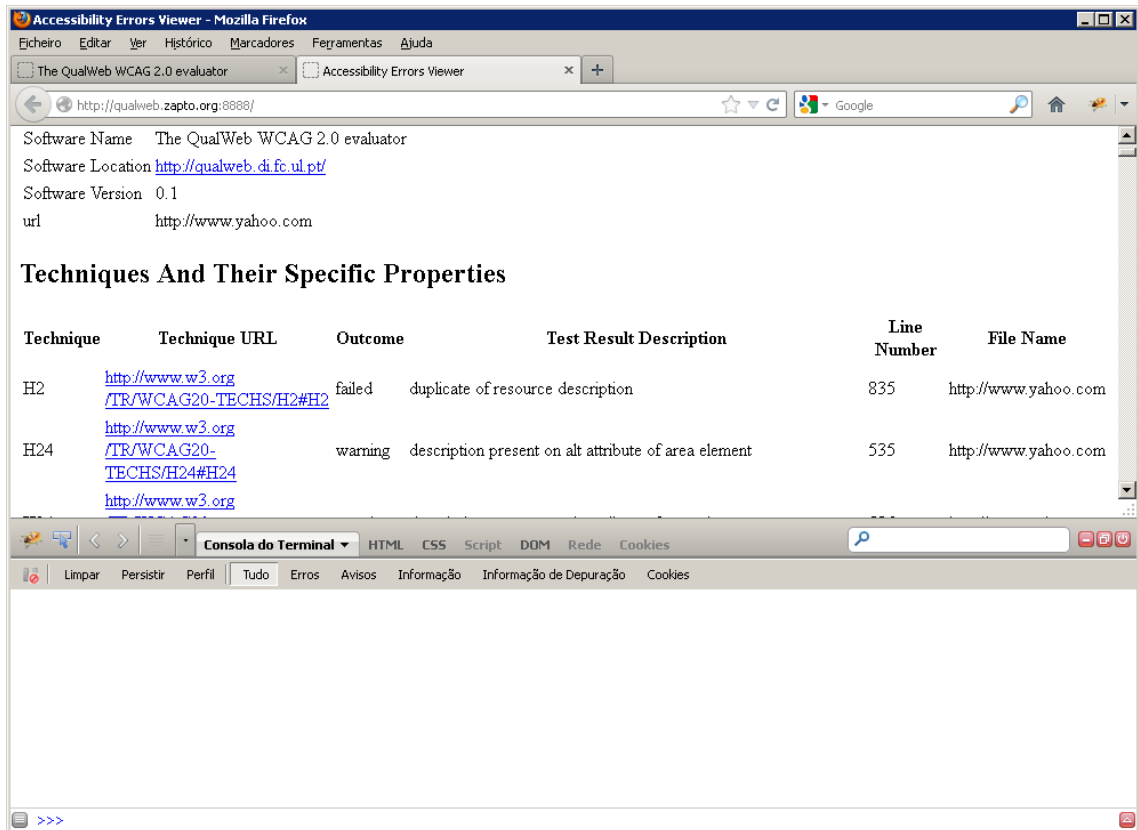 Accessibility Errors Viewer - Mozilla Firefox
Ficheiro Editar Ver Histórico Marcadores Ferramentas Ajuda
The QualWeb WCAG 2.0 evaluator × Accessibility Errors Viewer × +
http://qualweb.zapto.org:8888/ Google
Software Name The QualWeb WCAG 2.0 evaluator
Software Location http://qualweb.di.fc.ul.pt/
Software Version 0.1
url http://www.yahoo.com
Techniques And Their Specific Properties
Technique Technique URL Outcome Test Result Description Line Number File Name
H2 http://www.w3.org
/TR/WCAG20-TECHS/H2#H2 failed duplicate of resource description 835 http://www.yahoo.com
http://www.w3.org
H24 /TR/WCAG20- warning description present on alt attribute of area element 535 http://www.yahoo.com
TECHS/H24#H24
http://www.w3.org
Consola do Terminal HTML CSS Script DOM Rede Cookies
Limpar Persistir Perfil Tudo Erros Avisos Informação Informação de Depuração Cookies
>>>